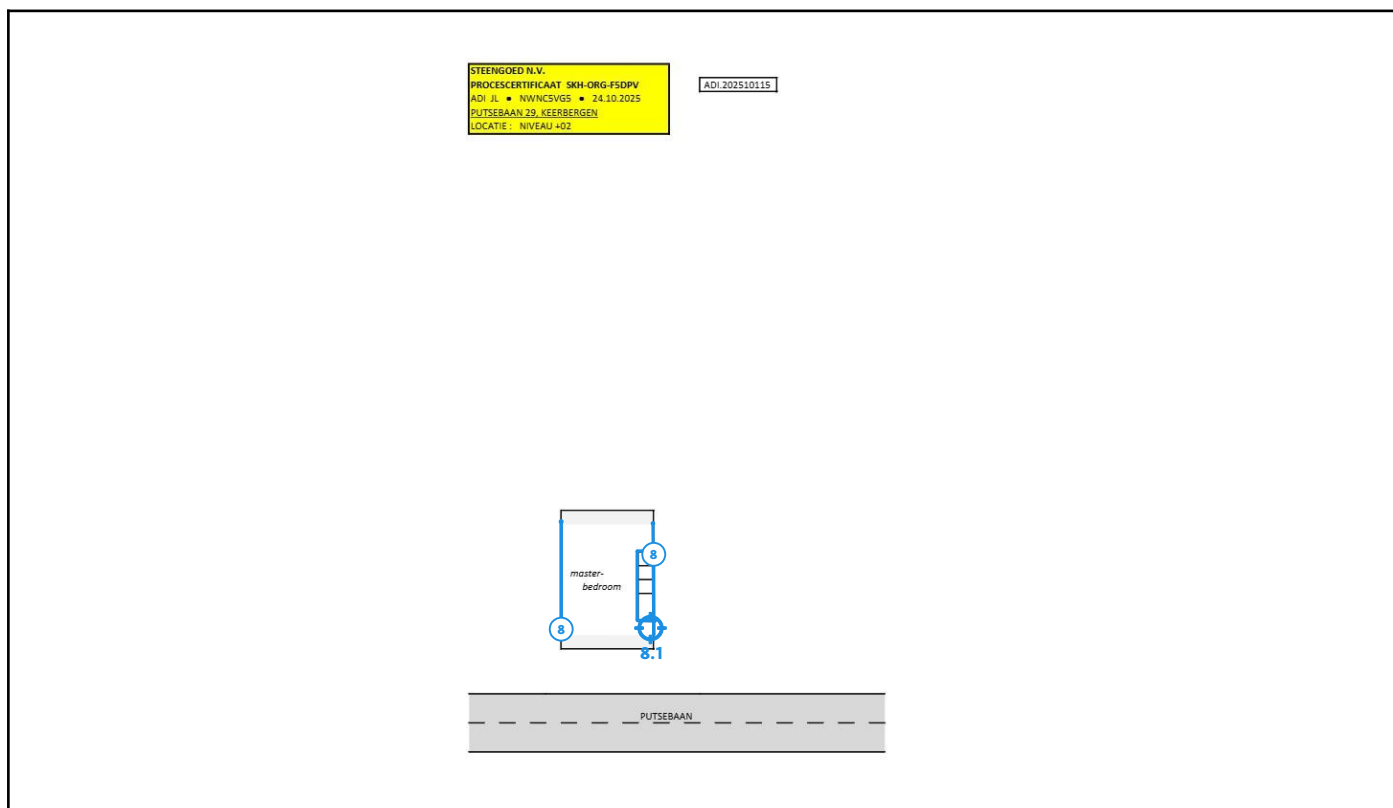 STEENGOED N.V.
PROCESCERTIFICAAT SKH-ORG-F5DPV
ADI JL ● NWNC5VG5 ● 24.10.2025
PUTSEBAAN 29, KEERBERGEN
LOCATIE : NIVEAU +02
ADI.202510115
8
master-
bedroom
8
8.1
PUTSEBAAN